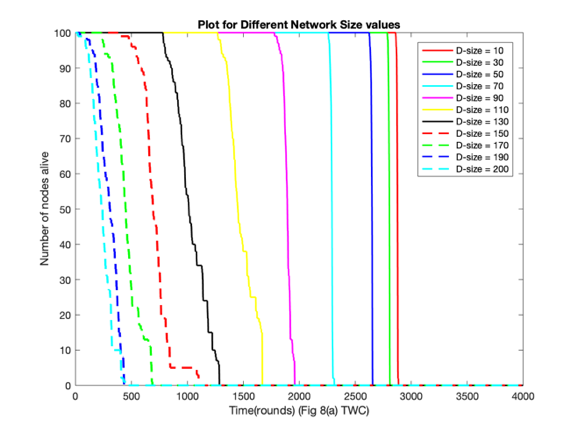 Plot for Different Network Size values
Number of nodes alive
100
90
80
70
60
50
40
30
20
10
0
D-size = 10
D-size = 30
D-size = 50
D-size = 70
D-size = 90
D-size = 110
D-size = 130
D-size = 150
D-size = 170
D-size = 190
D-size = 200
0 500 1000 1500 2000 2500 3000 3500 4000
Time(rounds) (Fig 8(a) TWC)